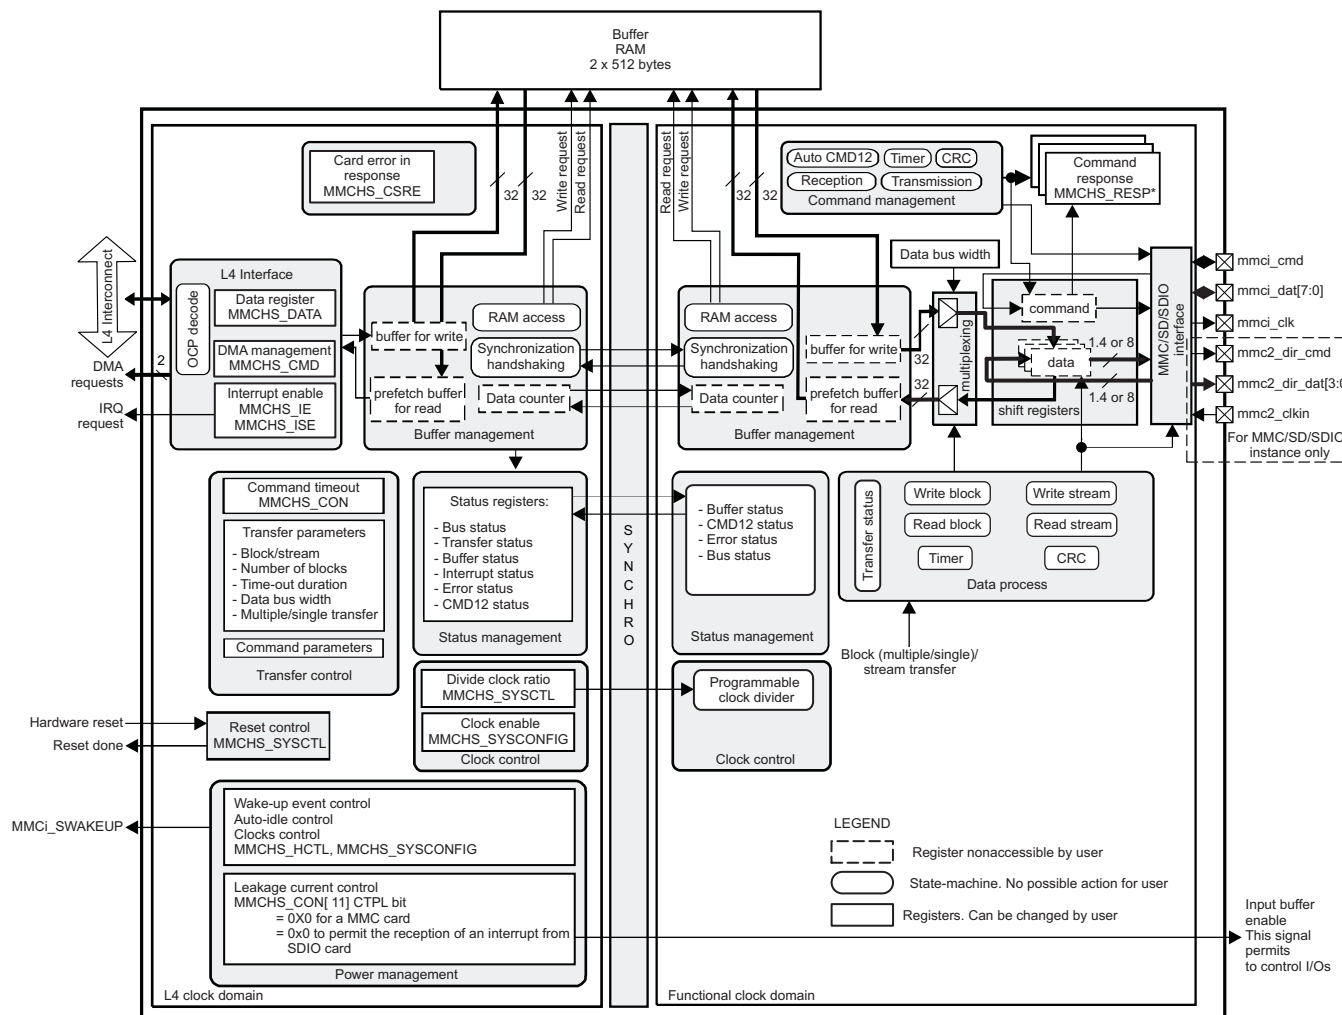 Buffer
RAM
2 x 512 bytes
Card error in
response
MMCHS_CSRE
32
32
Write request
Read request
Read request
Write request
32
32
Auto CMD12
Timer
CRC
Reception
Transmission
Command management
Command
response
MMCHS_RESP*
L4 Interconnect
DMA
requests
2
IRQ
request
L4 Interface
OCP decode
Data register
MMCHS_DATA
DMA management
MMCHS_CMD
Interrupt enable
MMCHS_IE
MMCHS_ISE
buffer for write
prefetch buffer
for read
RAM access
Synchronization
handshaking
Data counter
Buffer management
RAM access
Synchronization
handshaking
Data counter
buffer for write
prefetch buffer
for read
Buffer management
Data bus width
32
32
multiplexing
command
data
1.4 or 8
1.4 or 8
shift registers
MMC/SD/SDIO
interface
mmci_cmd
mmci_dat[7:0]
mmci_clk
mmc2_dir_cmd
mmc2_dir_dat[3:0
mmc2_clkin
For MMC/SD/SDIO
instance only
Command timeout
MMCHS_CON
Transfer parameters
- Block/stream
- Number of blocks
- Time-out duration
- Data bus width
- Multiple/single transfer
Command parameters
Transfer control
Status registers:
- Bus status
- Transfer status
- Buffer status
- Interrupt status
- Error status
- CMD12 status
Status management
SYNCHRO
- Buffer status
- CMD12 status
- Error status
- Bus status
Status management
Transfer status
Write block
Write stream
Read block
Read stream
Timer
CRC
Data process
Block (multiple/single)/
stream transfer
Divide clock ratio
MMCHS_SYSCTL
Clock enable
MMCHS_SYSCONFIG
Clock control
Programmable
clock divider
Clock control
Hardware reset
Reset done
Reset control
MMCHS_SYSCTL
MMCi_SWAKEUP
Wake-up event control
Auto-idle control
Clocks control
MMCHS_HCTL, MMCHS_SYSCONFIG
Leakage current control
MMCHS_CON[ 11] CTPL bit
= 0X0 for a MMC card
= 0x0 to permit the reception of an interrupt from
SDIO card
Power management
LEGEND
Register nonaccessible by user
State-machine. No possible action for user
Registers. Can be changed by user
Input buffer
enable
This signal
permits
to control I/Os
L4 clock domain
Functional clock domain